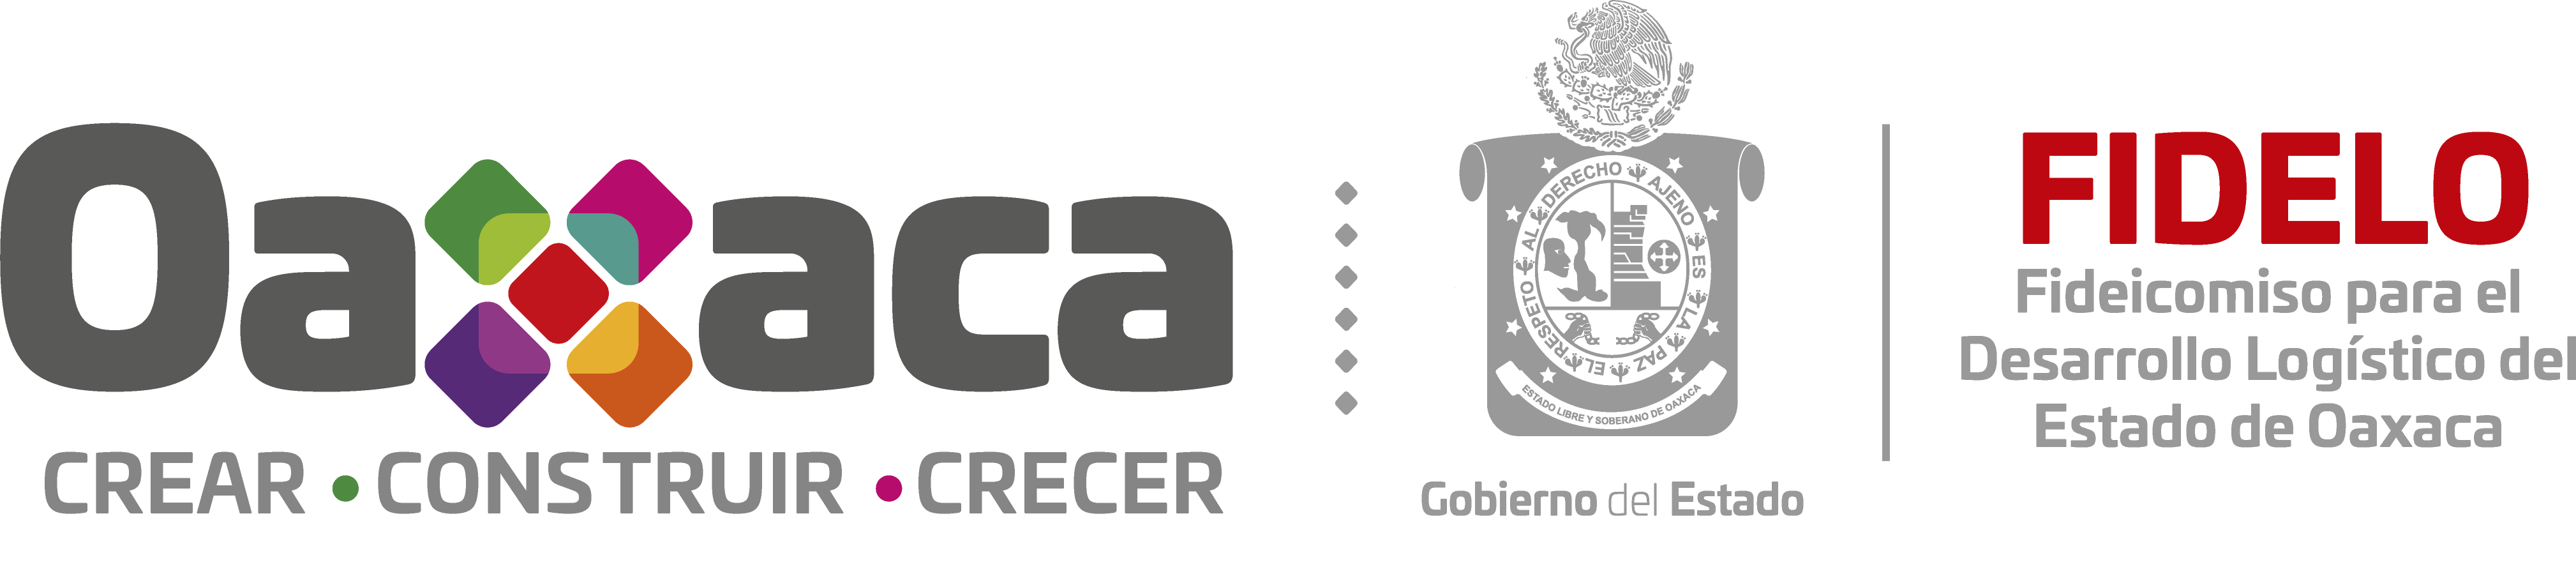 Oaxaca
CREAR • CONSTRUIR • CRECER
EL RESPETO AL DERECHO AJENO ES LA PAZ
ESTADO LIBRE Y SOBERANO DE OAXACA
Gobierno del Estado
FIDELO
Fideicomiso para el
Desarrollo Logístico del
Estado de Oaxaca